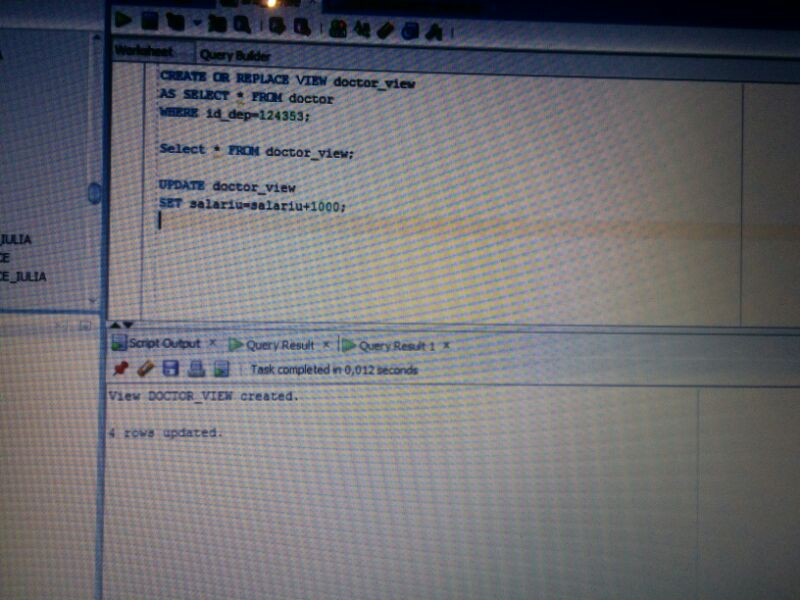 Worksheet Query Builder
CREATE OR REPLACE VIEW doctor_view
AS SELECT * FROM doctor
WHERE id_dep=124353;
Select * FROM doctor_view;
UPDATE doctor_view
SET salariu=salariu+1000;
_IULIA
CE
CE_IULIA
Script Output × Query Result × Query Result 1 ×
Task completed in 0,012 seconds
View DOCTOR_VIEW created.
4 rows updated.